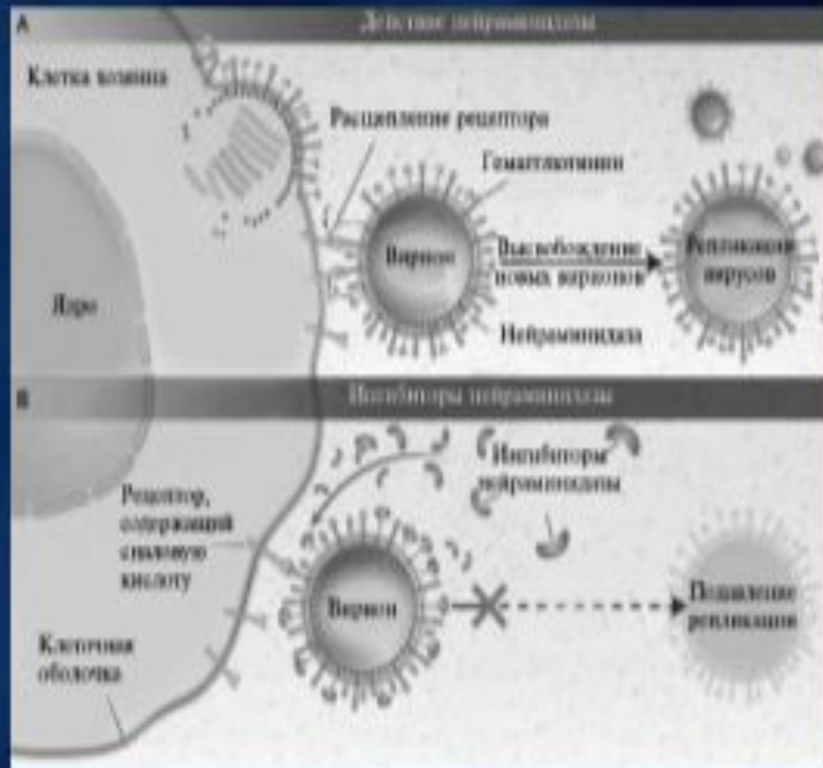 A
Действие нейраминидазы
Клетка хозяина
Расщепление рецептора
Гемагглютинин
Вирион
Высвобождение
новых вирионов
Репликация
вирусов
Ядро
Нейраминидаза
B
Ингибиторы нейраминидазы
Ингибиторы
нейраминидазы
Рецептор,
содержащий
сиаловую
кислоту
Вирион
Подавление
репликации
Клеточная
оболочка